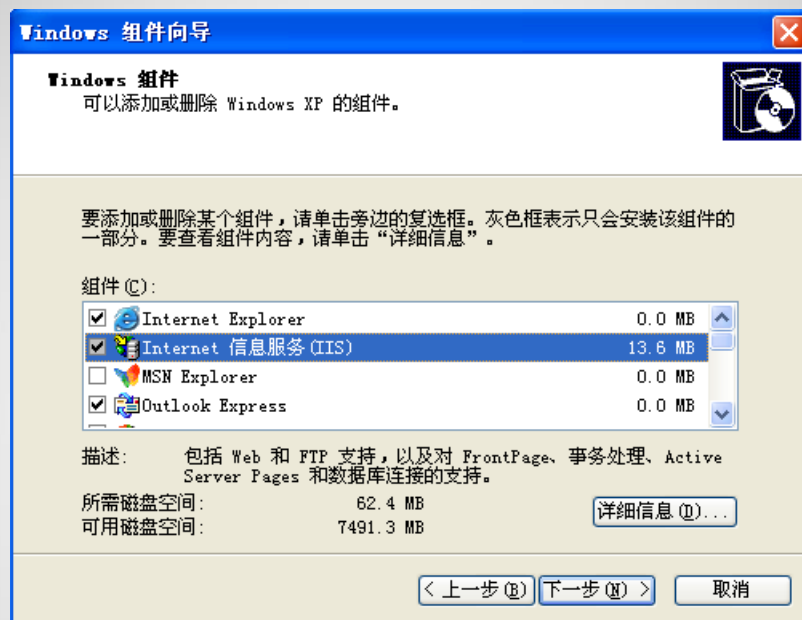 Windows 组件向导
Windows 组件
可以添加或删除 Windows XP 的组件。
要添加或删除某个组件，请单击旁边的复选框。灰色框表示只会安装该组件的
一部分。要查看组件内容，请单击“详细信息”。
组件(C):
Internet Explorer 0.0 MB
Internet 信息服务(IIS) 13.6 MB
MSN Explorer 0.0 MB
Outlook Express 0.0 MB
描述: 包括 Web 和 FTP 支持，以及对 FrontPage、事务处理、Active
Server Pages 和数据库连接的支持。
所需磁盘空间: 62.4 MB
可用磁盘空间: 7491.3 MB
详细信息(D)...
< 上一步(B) 下一步(N) > 取消